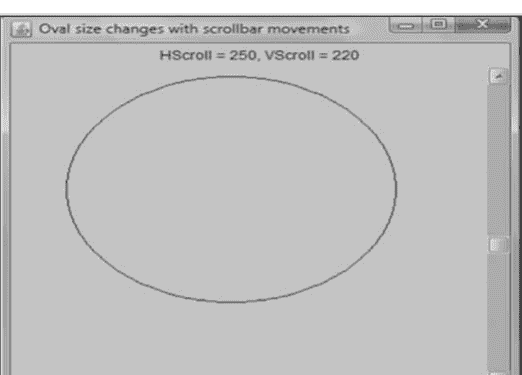 Oval size changes with scrollbar movements
HScroll = 250, VScroll = 220